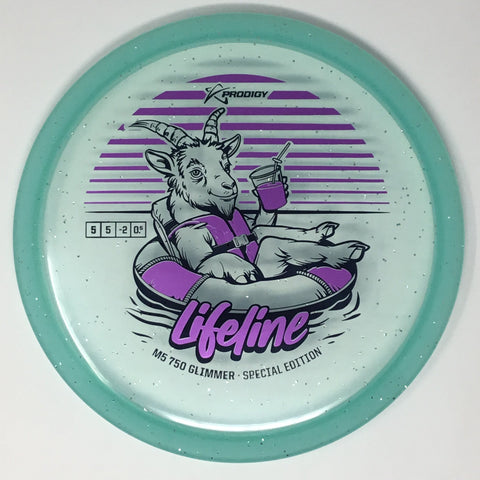 PRODIGY
5 5 -2 0.5
Lifeline
M5 750 GLIMMER · SPECIAL EDITION